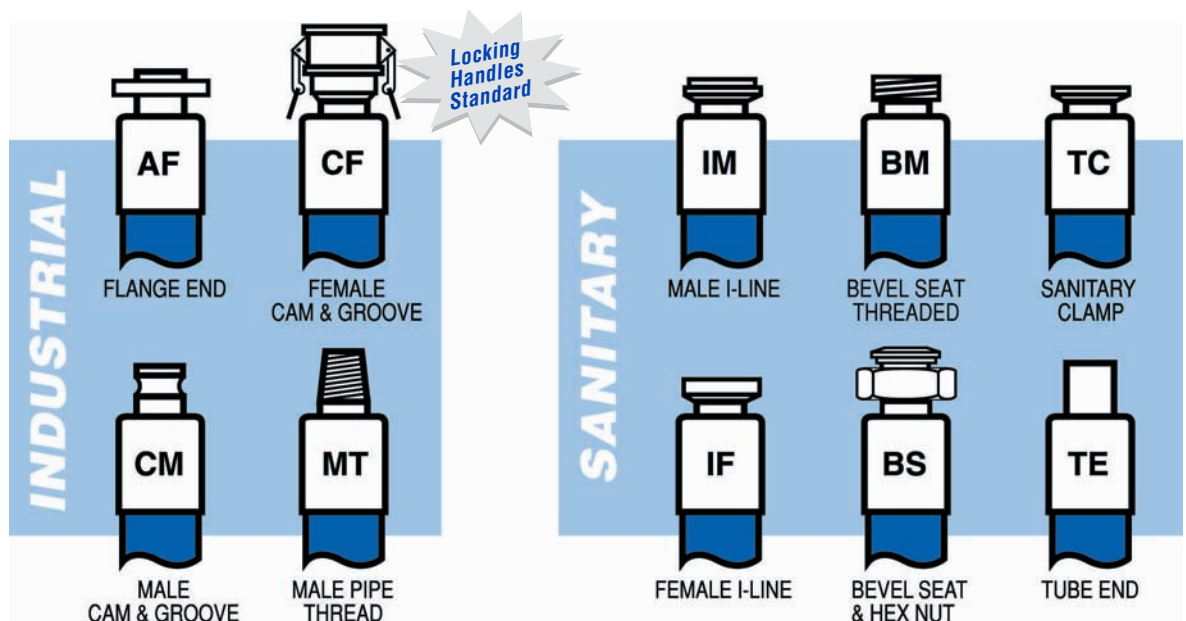 Locking
Handles
Standard
INDUSTRIAL
AF
FLANGE END
CF
FEMALE
CAM & GROOVE
CM
MALE
CAM & GROOVE
MT
MALE PIPE
THREAD
SANITARY
IM
MALE I-LINE
BM
BEVEL SEAT
THREADED
TC
SANITARY
CLAMP
IF
FEMALE I-LINE
BS
BEVEL SEAT
& HEX NUT
TE
TUBE END